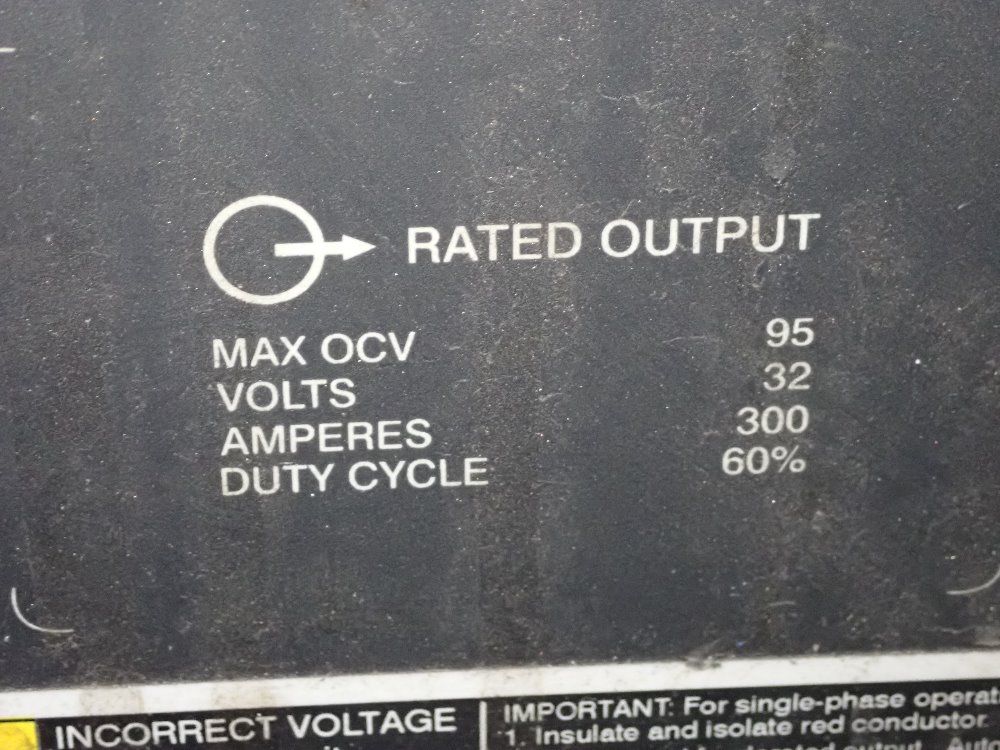 RATED OUTPUT
MAX OCV 95
VOLTS 32
AMPERES 300
DUTY CYCLE 60%
INCORRECT VOLTAGE
IMPORTANT: For single-phase
1. Insulate and isolate red conductor